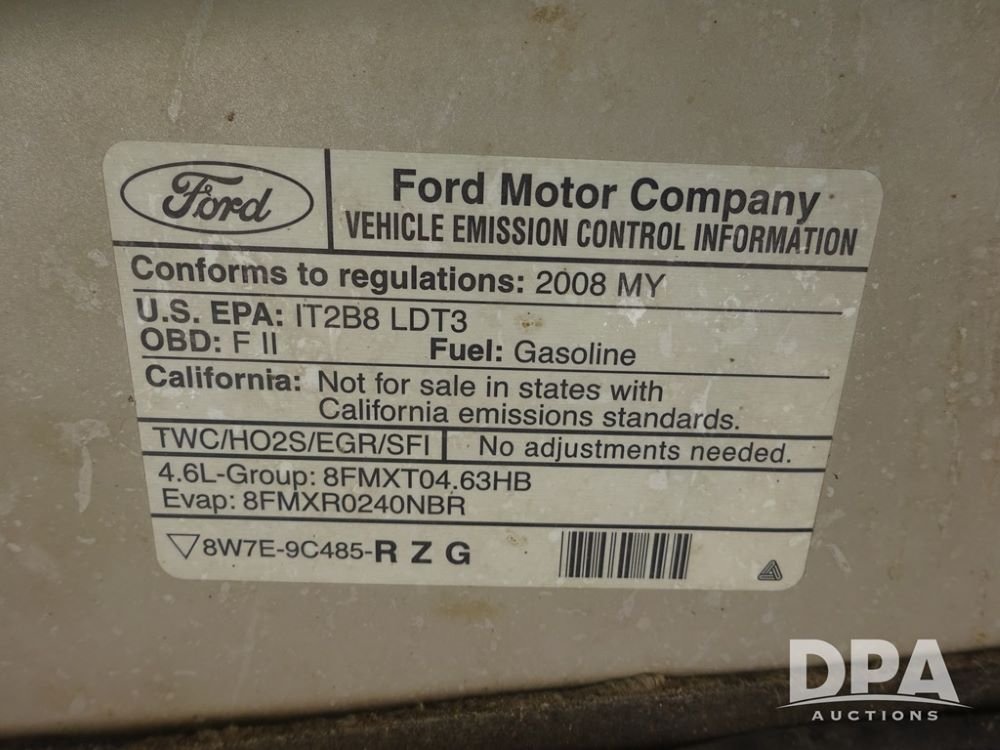 Ford
Ford Motor Company
VEHICLE EMISSION CONTROL INFORMATION
Conforms to regulations: 2008 MY
U.S. EPA: IT2B8 LDT3
OBD: F II Fuel: Gasoline
California: Not for sale in states with
California emissions standards.
TWC/HO2S/EGR/SFI No adjustments needed.
4.6L-Group: 8FMXT04.63HB
Evap: 8FMXR0240NBR
8W7E-9C485-R Z G
DPA
AUCTIONS